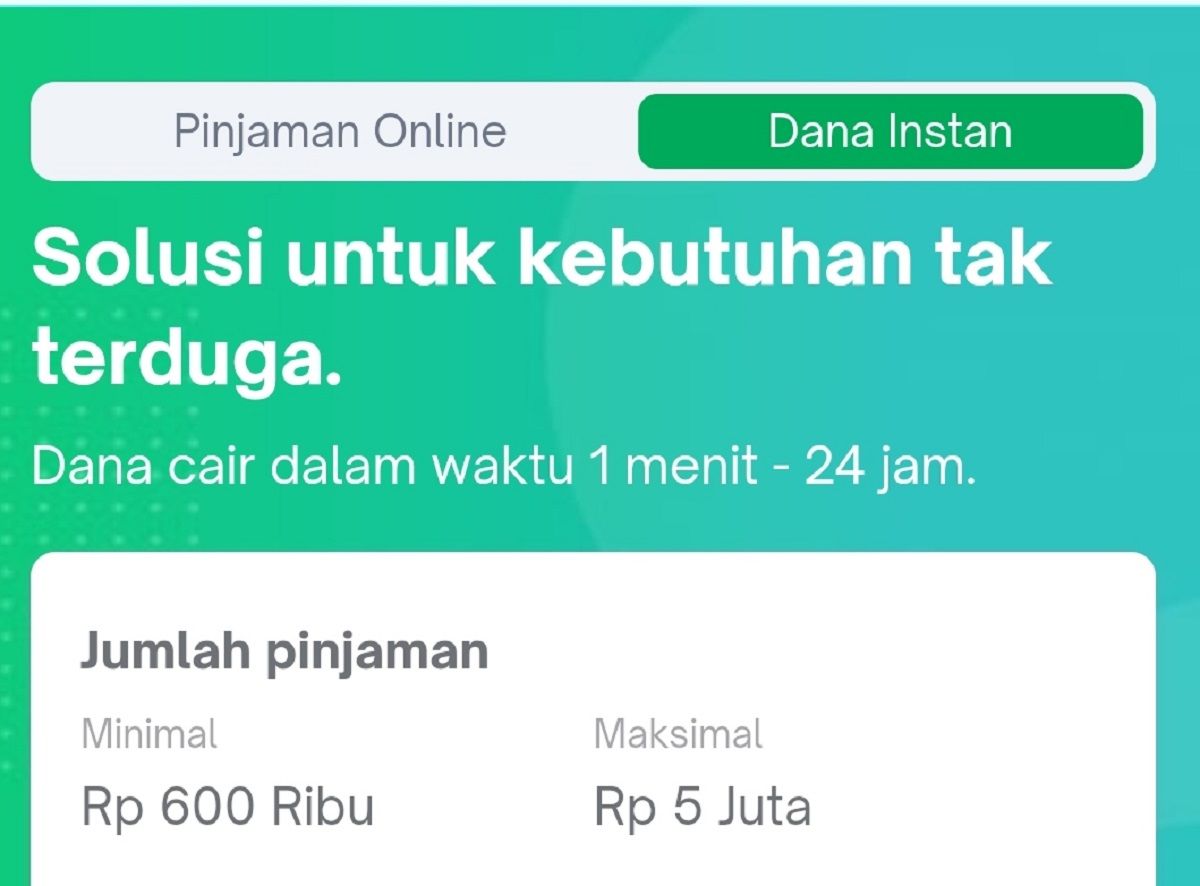 Pinjaman Online
Dana Instan
Solusi untuk kebutuhan tak
terduga.
Dana cair dalam waktu 1 menit - 24 jam.
Jumlah pinjaman
Minimal
Maksimal
Rp 600 Ribu
Rp 5 Juta